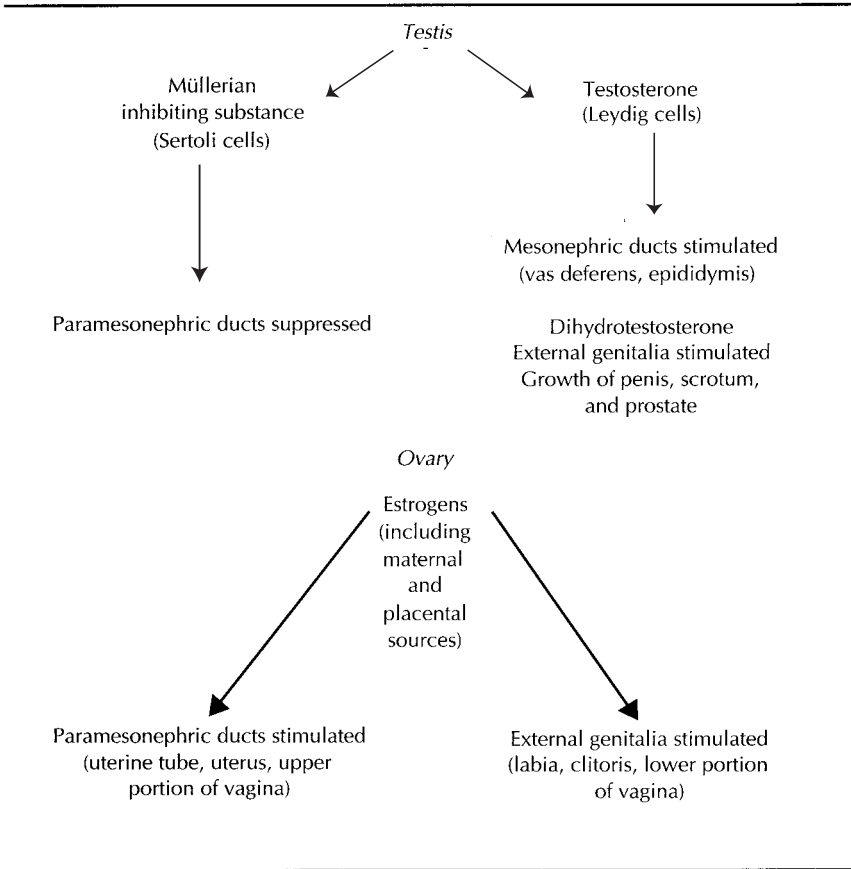 Testis
Müllerian
inhibiting substance
(Sertoli cells)
Testosterone
(Leydig cells)
Mesonephric ducts stimulated
(vas deferens, epididymis)
Paramesonephric ducts suppressed
Dihydrotestosterone
External genitalia stimulated
Growth of penis, scrotum,
and prostate
Ovary
Estrogens
(including
maternal
and
placental
sources)
Paramesonephric ducts stimulated
(uterine tube, uterus, upper
portion of vagina)
External genitalia stimulated
(labia, clitoris, lower portion
of vagina)